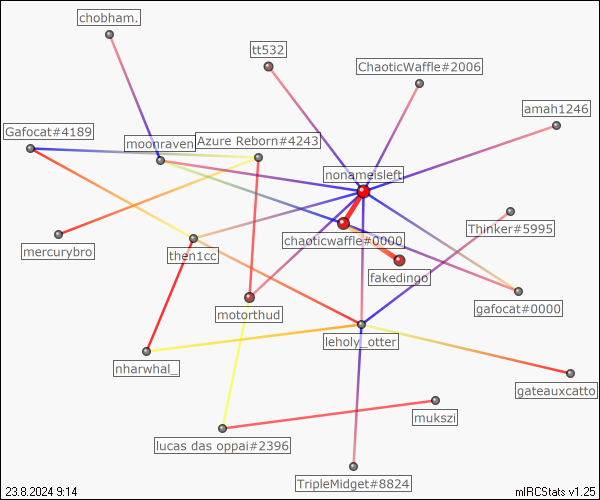 chobham.
tt532
ChaoticWaffle#2006
amah1246
Gafocat#4189
moonraven
Azure Reborn#4243
nonameisleft
Thinker#5995
chaoticwaffle#0000
mercurybro
then1cc
fakedingo
gafocat#0000
motorthud
leholy_otter
nharwhal_
gateauxcatto
mukszi
lucas das oppai#2396
TripleMidget#8824
23.8.2024 9:14
mIRCStats v1.25